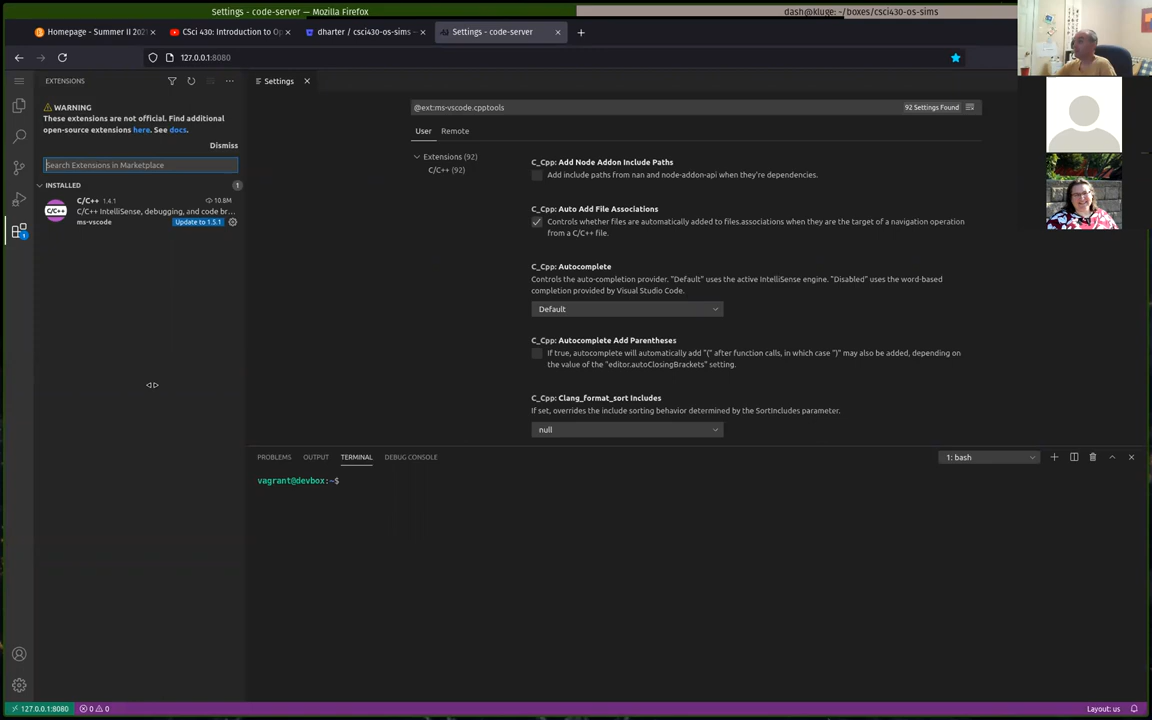 Settings - code-server — Mozilla Firefox
dash@kluge: ~/boxes/csci430-os-sims
Homepage - Summer II 202
CSci 430: Introduction to Op
dharter / csci430-os-sims —
Settings - code-server
127.0.0.1:8080
EXTENSIONS
WARNING
These extensions are not official. Find additional
open-source extensions here. See docs.
Dismiss
Search Extensions in Marketplace
INSTALLED
1
C/C++ 1.4.1
10.8M
C/C++ IntelliSense, debugging, and code br...
ms-vscode
Update to 1.5.1
C/C++
1
Settings
@ext:ms-vscode.cpptools
92 Settings Found
User
Remote
Extensions (92)
C/C++ (92)
C_Cpp: Add Node Addon Include Paths
Add include paths from nan and node-addon-api when they're dependencies.
C_Cpp: Auto Add File Associations
Controls whether files are automatically added to files.associations when they are the target of a navigation operation
from a C/C++ file.
C_Cpp: Autocomplete
Controls the auto-completion provider. "Default" uses the active IntelliSense engine. "Disabled" uses the word-based
completion provided by Visual Studio Code.
Default
C_Cpp: Autocomplete Add Parentheses
If true, autocomplete will automatically add "(" after function calls, in which case ")" may also be added, depending on
the value of the "editor.autoClosingBrackets" setting.
C_Cpp: Clang_format_sort Includes
If set, overrides the include sorting behavior determined by the SortIncludes parameter.
null
PROBLEMS
OUTPUT
TERMINAL
DEBUG CONSOLE
1: bash
vagrant@devbox:~$
127.0.0.1:8080
0
0
Layout: us